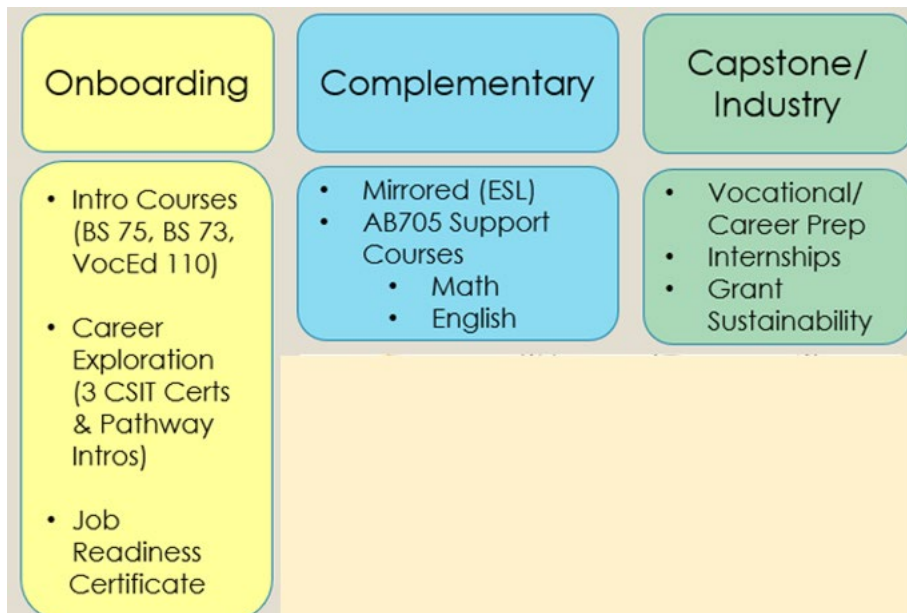 Onboarding
• Intro Courses
(BS 75, BS 73,
VocEd 110)
• Career
Exploration
(3 CSIT Certs
& Pathway
Intros)
• Job
Readiness
Certificate
Complementary
• Mirrored (ESL)
• AB705 Support
Courses
• Math
• English
Capstone/
Industry
• Vocational/
Career Prep
• Internships
• Grant
Sustainability